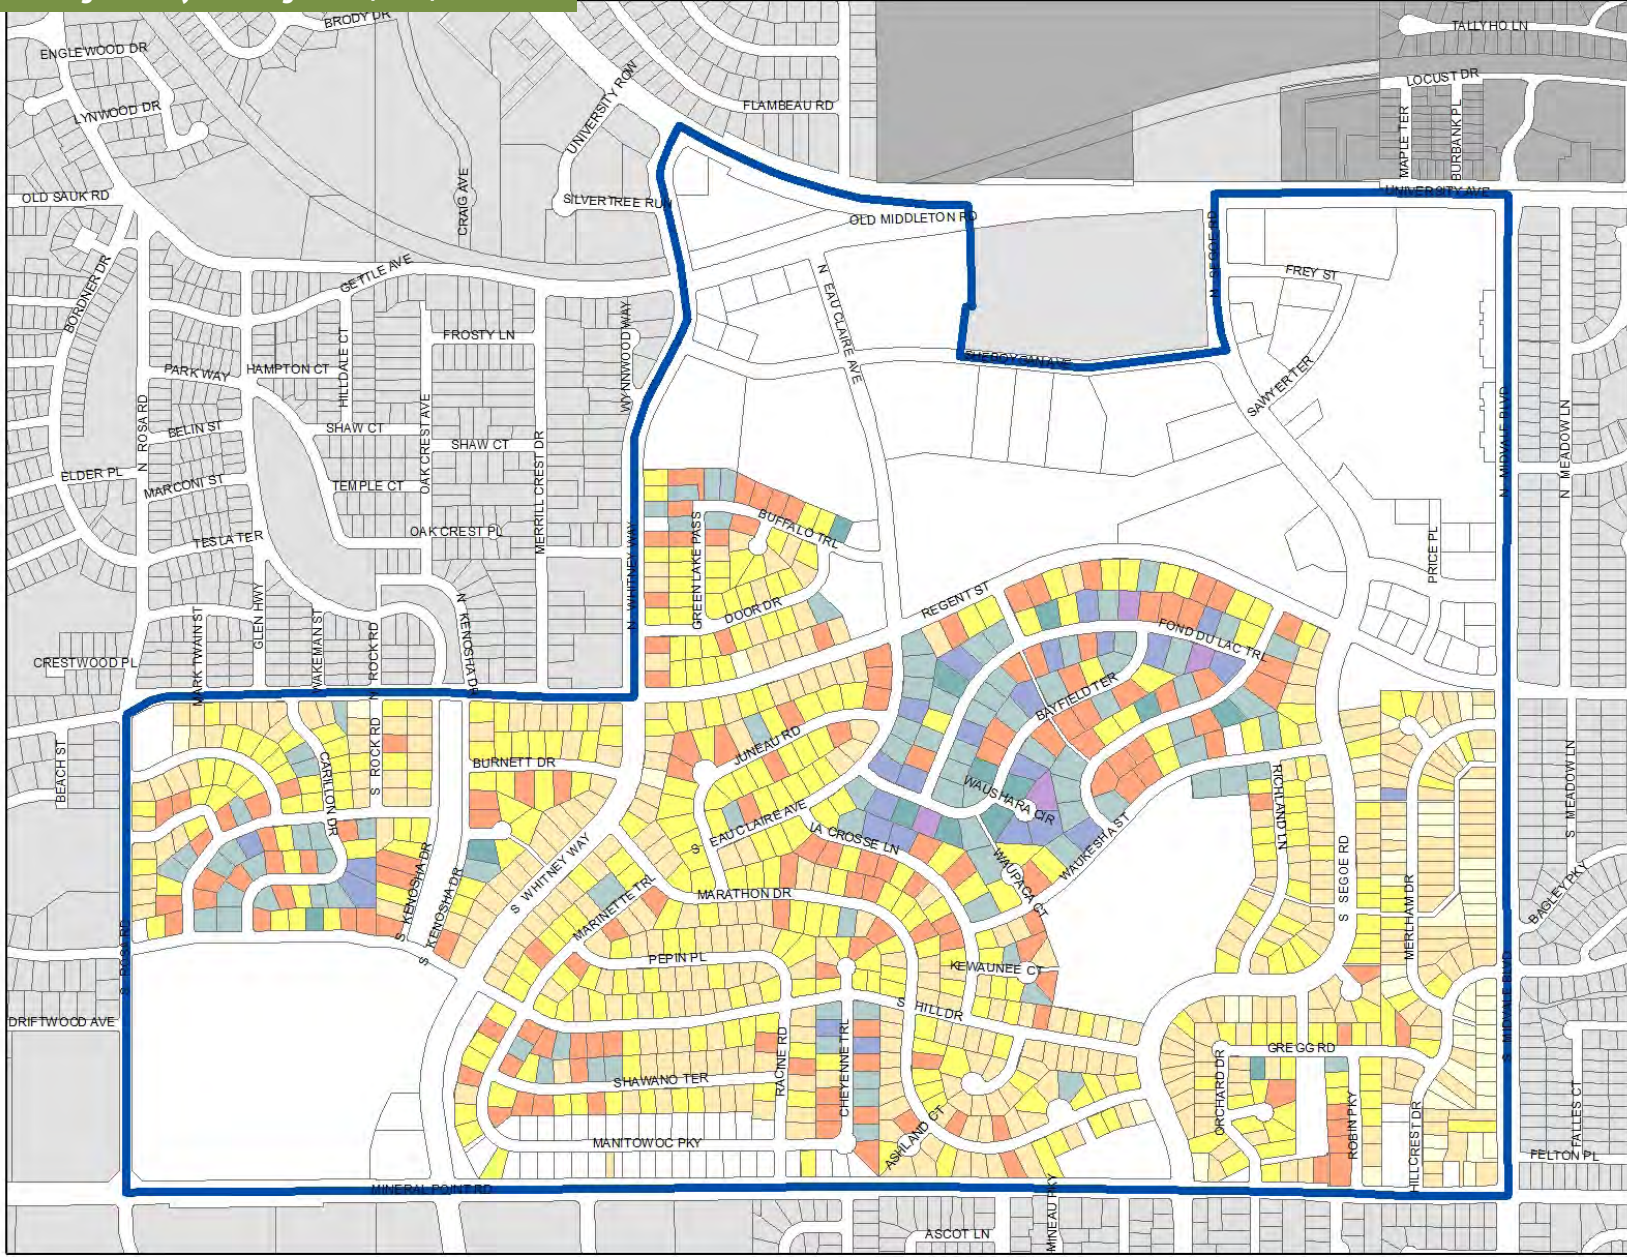 BRODY DR
TALLYHO LN
ENGLEWOOD DR
LOCUST DR
LYNWOOD DR
FLAMBEAU RD
UNIVERSITY ROW
MAPLE TER
BURBANK PL
OLD SAUK RD
CRAIG AVE
SILVERTREE RUN
UNIVERSITY AVE
OLD MIDDLETON RD
N SEGOE RD
BORDNER DR
GETTLE AVE
N EAU CLAIRE AVE
FREY ST
FROSTY LN
WYNNWOOD WAY
HILLDALE CT
PARK WAY
HAMPTON CT
SHEBOYGAN AVE
SAWYER TER
N ROSA RD
BELIN ST
SHAW CT
OAK CREST AVE
SHAW CT
MERRILL CREST DR
N MIDVALE BLVD
N MEADOW LN
ELDER PL
MARCONI ST
TEMPLE CT
OAK CREST PL
TESLA TER
N WHITNEY WAY
GREEN LAKE PASS
BUFFALO TRL
DOOR DR
PRICE PL
REGENT ST
GLEN HWY
MARK TWAIN ST
WAKEMAN ST
N ROCK RD
N KENOSHA DR
FOND DU LAC TRL
CRESTWOOD PL
BAYFIELD TER
BEACH ST
S ROCK RD
CARILLON DR
BURNETT DR
JUNEAU RD
WAUSHARA CIR
RICHLAND LN
S MEADOW LN
S EAU CLAIRE AVE
LA CROSSE LN
WAUKESHA ST
WAUPACA CT
S SEGOE RD
S WHITNEY WAY
S KENOSHA DR
S KENOSHA DR
MARINETTE TRL
MARATHON DR
MERLHAM DR
BAGLEY PKY
S ROSA RD
PEPIN PL
KEWAUNEE CT
S HILL DR
S MIDVALE BLVD
DRIFTWOOD AVE
GREGG RD
RACINE RD
CHEYENNE TRL
SHAWANO TER
ORCHARD DR
ROBIN PKY
HILLCREST DR
FALLES CT
ASHLAND CT
MANITOWOC PKY
FELTON PL
MINERAL POINT RD
MINEAU PKY
ASCOT LN